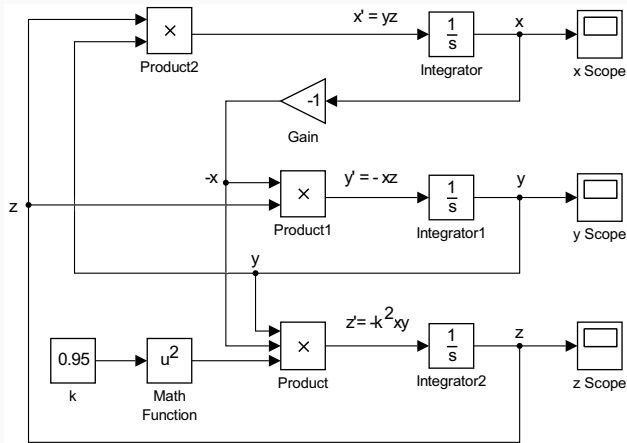 x' = yz
x
×
1
s
Product2
Integrator
x Scope
-1
Gain
-x
y' = - xz
y
×
1
s
z
Product1
Integrator1
y Scope
y
z'= -k²xy
z
0.95
u²
×
1
s
k
Math
Function
Product
Integrator2
z Scope